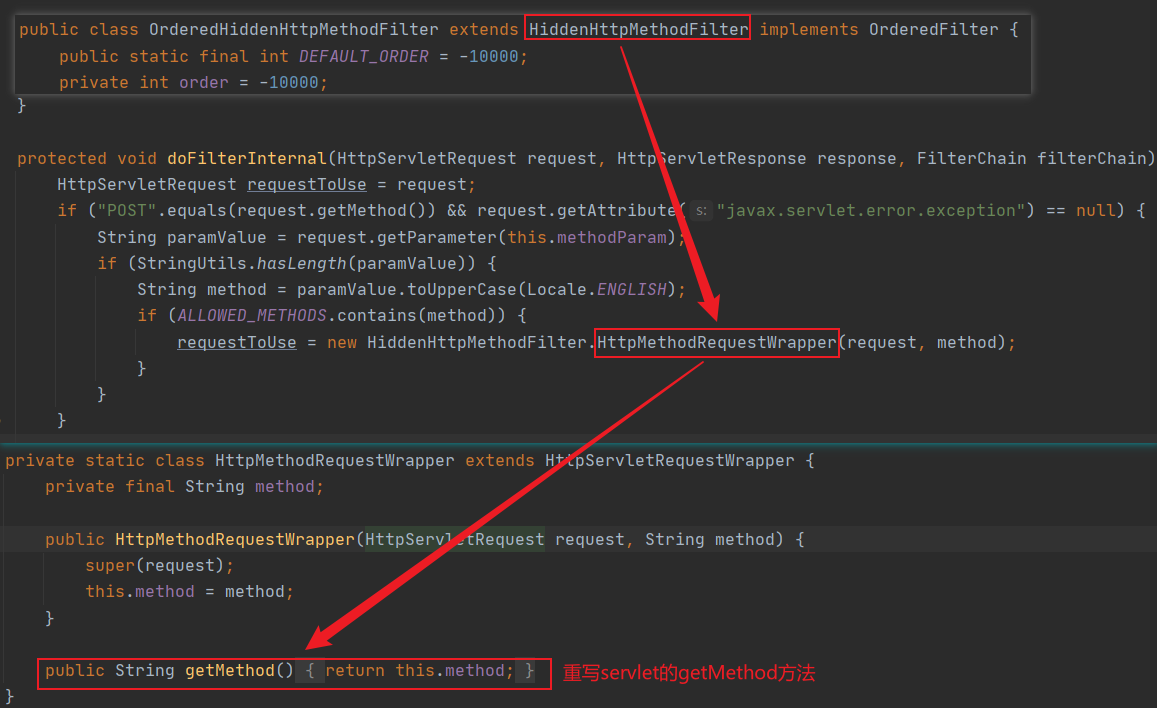 public class OrderedHiddenHttpMethodFilter extends HiddenHttpMethodFilter implements OrderedFilter {
    public static final int DEFAULT_ORDER = -10000;
    private int order = -10000;
}
protected void doFilterInternal(HttpServletRequest request, HttpServletResponse response, FilterChain filterChain)
    HttpServletRequest requestToUse = request;
    if ("POST".equals(request.getMethod()) && request.getAttribute( s: "javax.servlet.error.exception") == null) {
        String paramValue = request.getParameter(this.methodParam);
        if (StringUtils.hasLength(paramValue)) {
            String method = paramValue.toUpperCase(Locale.ENGLISH);
            if (ALLOWED_METHODS.contains(method)) {
                requestToUse = new HiddenHttpMethodFilter.HttpMethodRequestWrapper(request, method);
            }
        }
    }
private static class HttpMethodRequestWrapper extends HttpServletRequestWrapper {
    private final String method;
    public HttpMethodRequestWrapper(HttpServletRequest request, String method) {
        super(request);
        this.method = method;
    }
    public String getMethod() { return this.method; } 重写servlet的getMethod方法
}